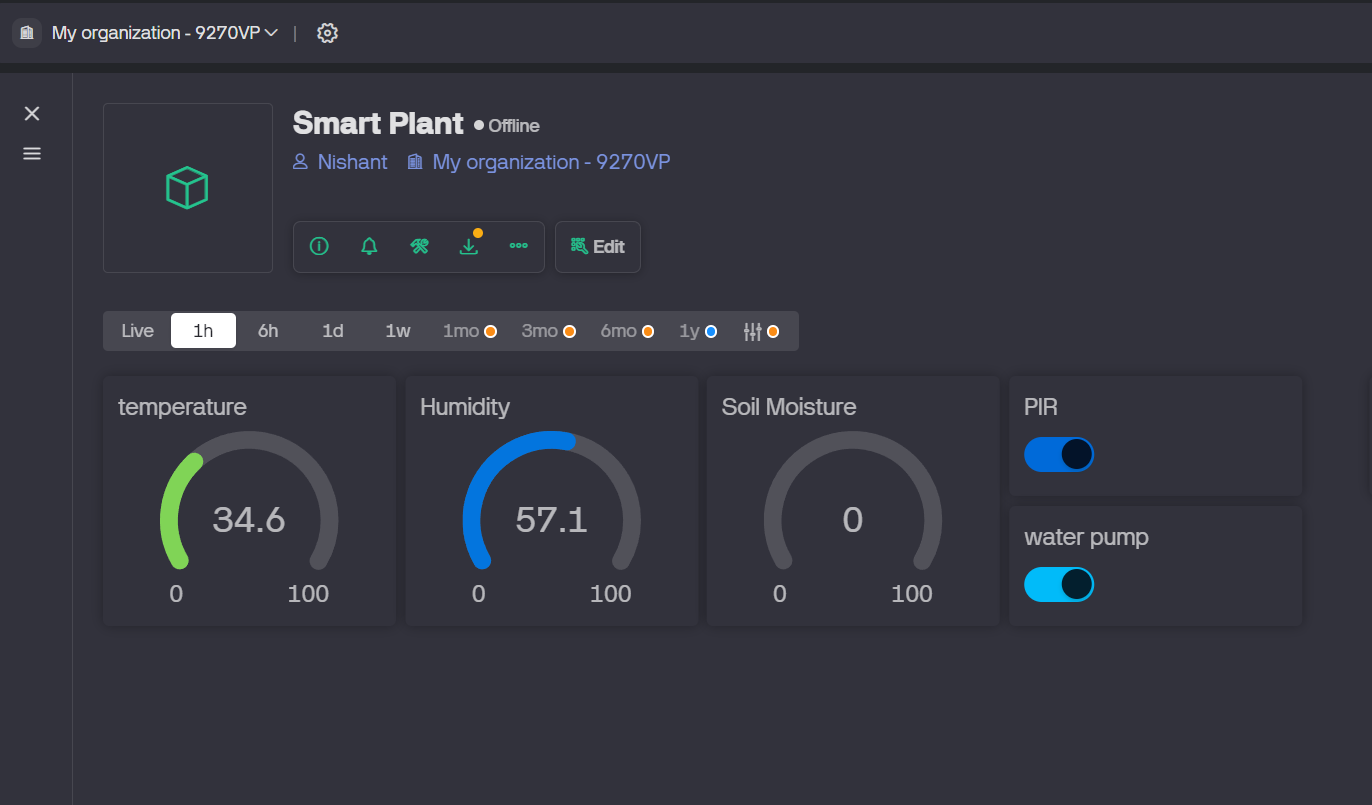 My organization - 9270VP
Smart Plant Offline
Nishant My organization - 9270VP
Edit
Live 1h 6h 1d 1w 1mo 3mo 6mo 1y
temperature
34.6
0 100
Humidity
57.1
0 100
Soil Moisture
0
0 100
PIR
water pump